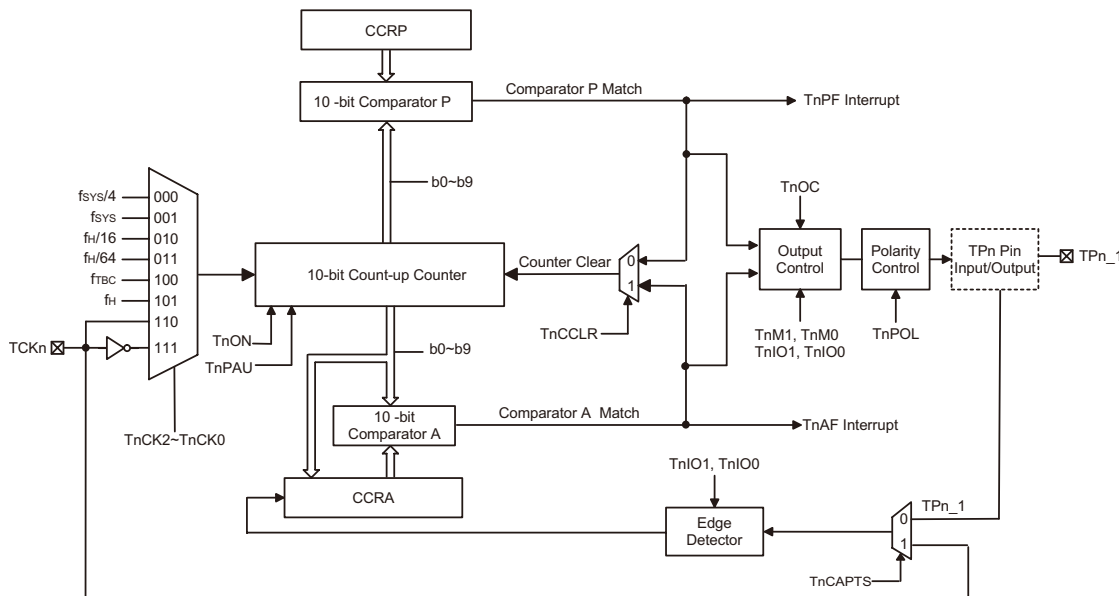 CCRP
10 -bit Comparator P
Comparator P Match
TnPF Interrupt
b0~b9
fSYS/4 000
fSYS 001
fH/16 010
fH/64 011
fTBC 100
fH 101
110
111
TCKn
TnCK2~TnCK0
10-bit Count-up Counter
TnON
TnPAU
b0~b9
Counter Clear
0
1
TnCCLR
TnOC
Output
Control
TnM1, TnM0
TnIO1, TnIO0
Polarity
Control
TnPOL
TPn Pin
Input/Output
TPn_1
10 -bit
Comparator A
Comparator A Match
TnAF Interrupt
CCRA
TnIO1, TnIO0
Edge
Detector
TPn_1
0
1
TnCAPTS